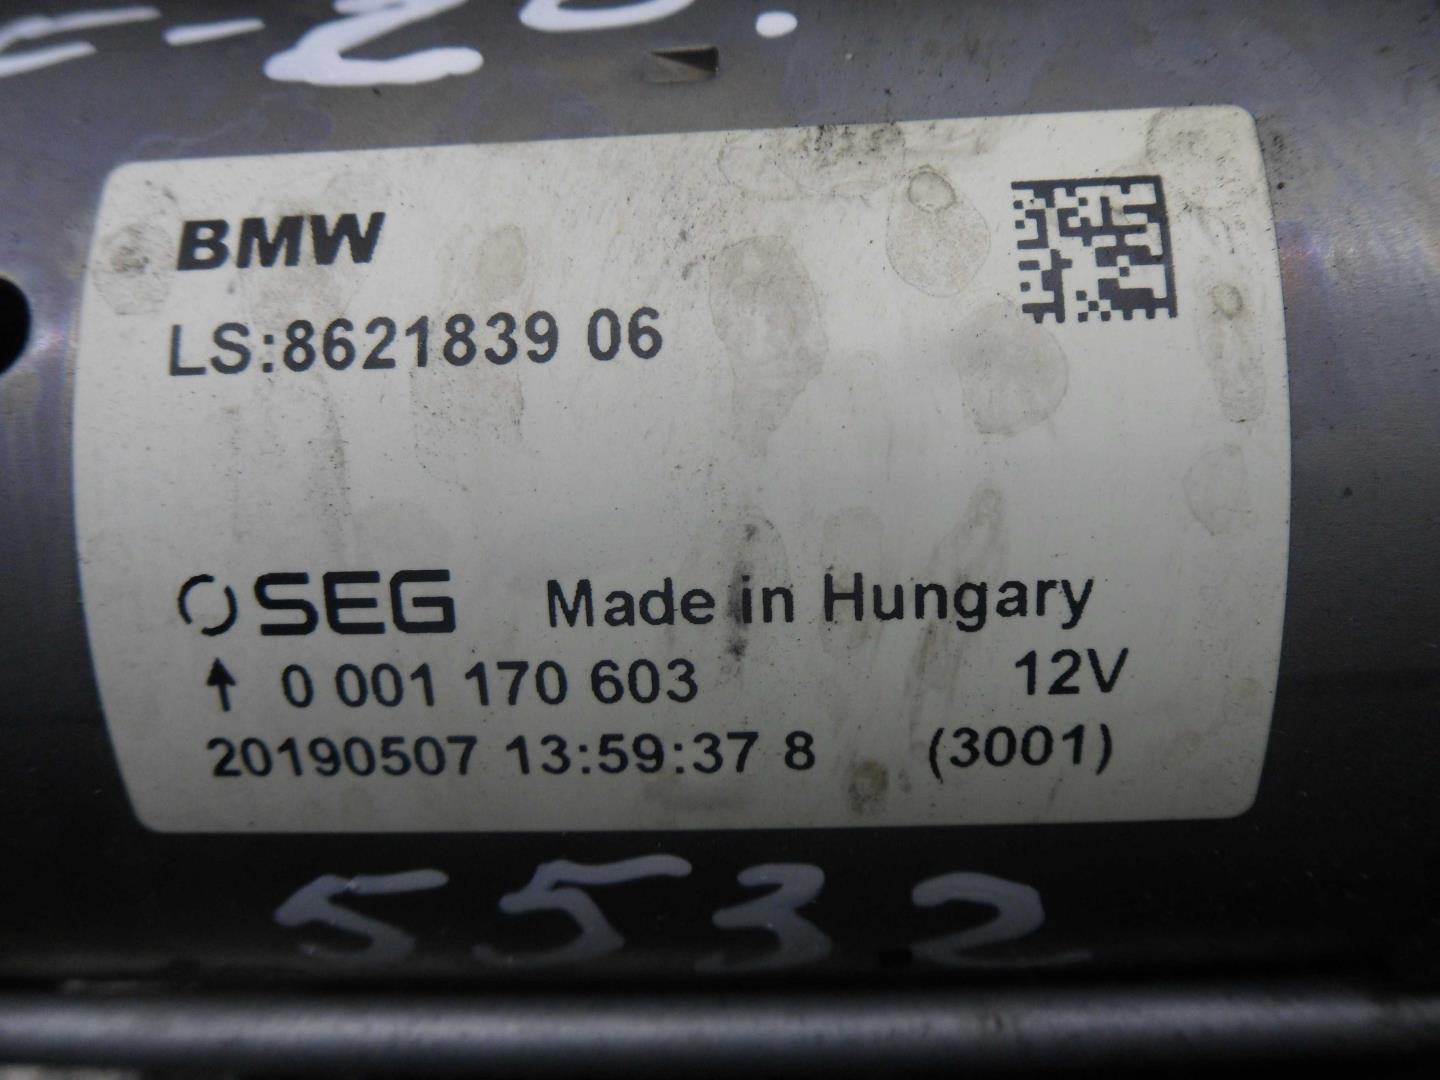 BMW
LS:8621839 06
SEG Made in Hungary
0 001 170 603 12V
20190507 13:59:37 8 (3001)
5532